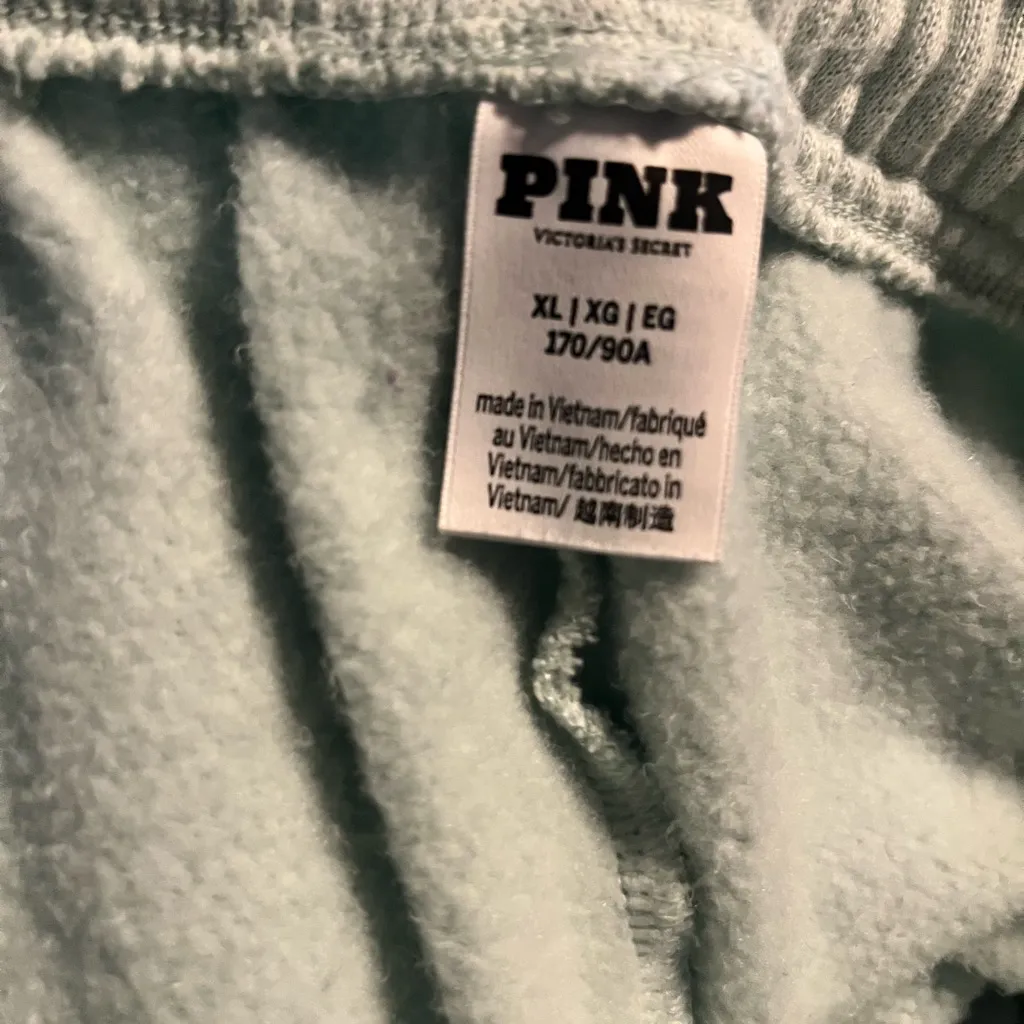 PINK
VICTORIA'S SECRET
XL | XG | EG
170/90A
made in Vietnam/fabriqué
au Vietnam/hecho en
Vietnam/fabbricato in
Vietnam/ 越南制造